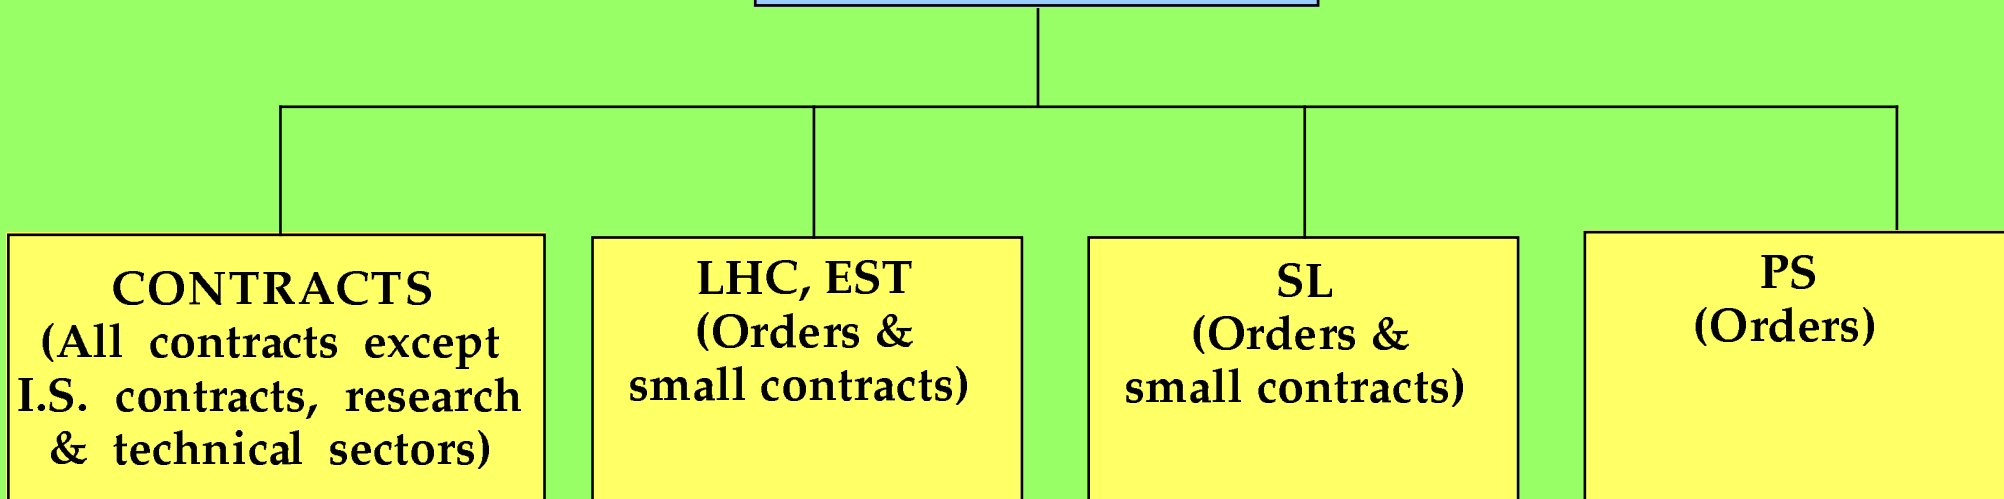 CONTRACTS
(All contracts except
I.S. contracts, research
& technical sectors)
LHC, EST
(Orders &
small contracts)
SL
(Orders &
small contracts)
PS
(Orders)